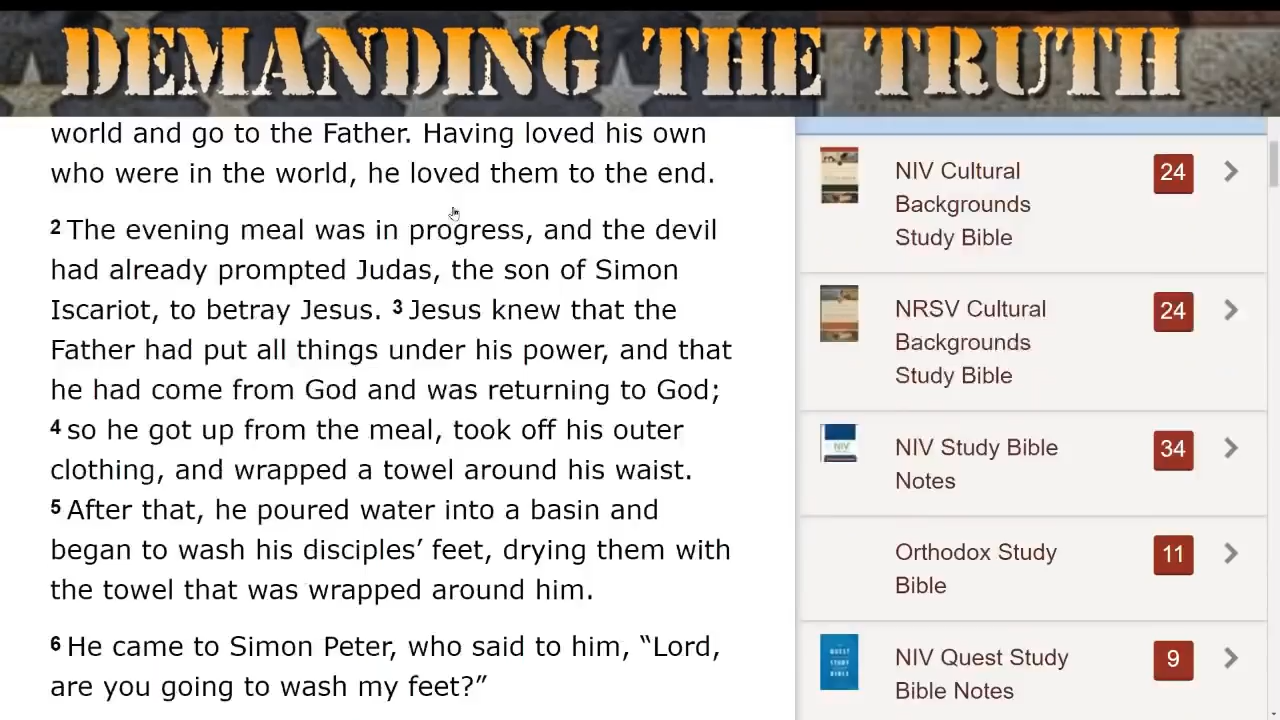 DEMANDING THE TRUTH
world and go to the Father. Having loved his own
who were in the world, he loved them to the end.
2 The evening meal was in progress, and the devil
had already prompted Judas, the son of Simon
Iscariot, to betray Jesus. 3 Jesus knew that the
Father had put all things under his power, and that
he had come from God and was returning to God;
4 so he got up from the meal, took off his outer
clothing, and wrapped a towel around his waist.
5 After that, he poured water into a basin and
began to wash his disciples’ feet, drying them with
the towel that was wrapped around him.
6 He came to Simon Peter, who said to him, “Lord,
are you going to wash my feet?”
NIV Cultural 24
Backgrounds
Study Bible
NRSV Cultural 24
Backgrounds
Study Bible
NIV
NIV Study Bible 34
Notes
Orthodox Study 11
Bible
QUEST
STUDY
BIBLE
NIV Quest Study 9
Bible Notes